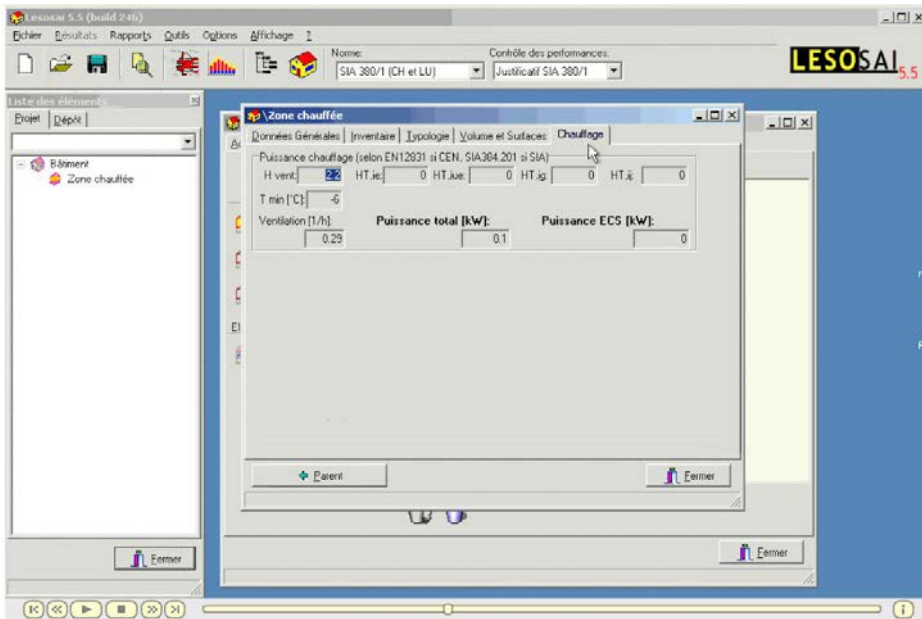 Lesosai 5.5 (build 246)
Fichier Résultats Rapports Outils Options Affichage ?
Norme: Contrôle des performances:
SIA 380/1 (CH et LU) Justificatif SIA 380/1
LESOSAI 5.5
Liste des éléments
Projet Dépôt
Bâtiment
Zone chauffée
Fermer
\Zone chauffée
Données Générales Inventaire Typologie Volume et Surfaces Chauffage
Puissance chauffage (selon EN12831 si CEN, SIA384.201 si SIA)
H vent: 2.2 HT.ie: 0 HT.iue: 0 HT.ig: 0 HT.ij: 0
T min [°C]: -6
Ventilation [1/h]: Puissance total [kW]: Puissance ECS [kW]:
0.29 0.1 0
Parent Fermer
Fermer